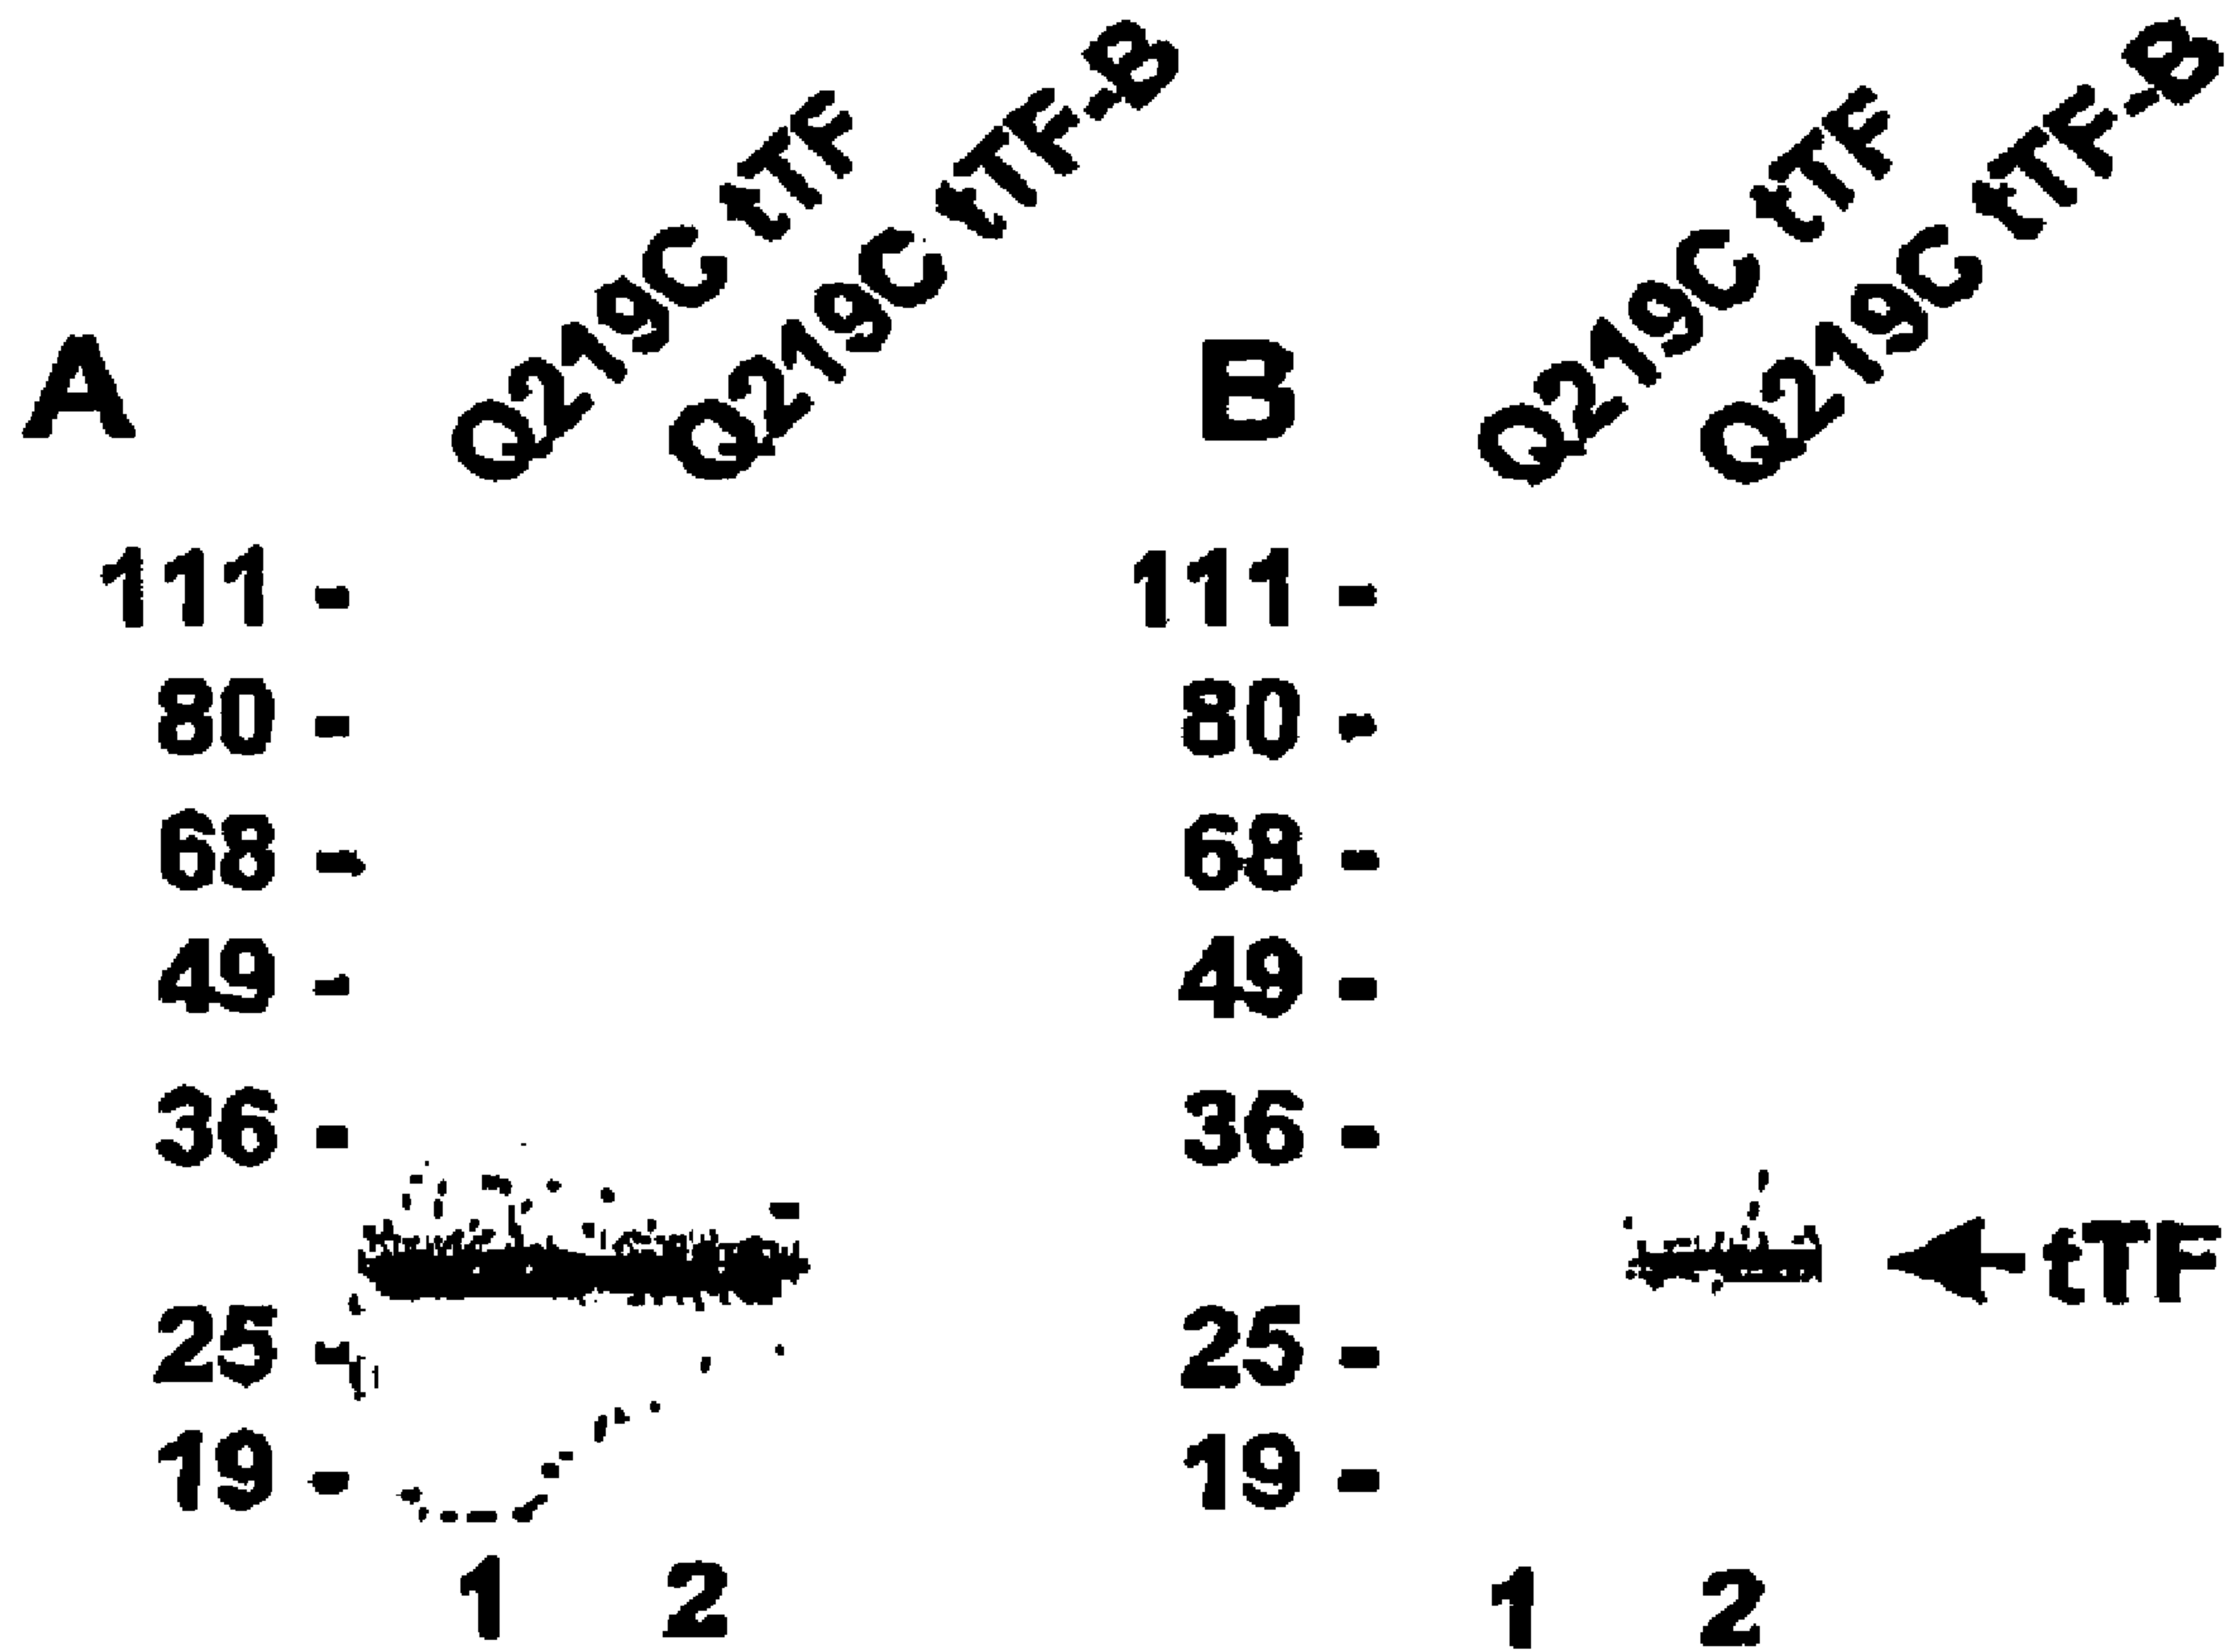 A
Q219C tTF
Q219C tTF-B
111 -
80 -
68 -
49 -
36 -
25 -
19 -
1 2
B
Q219C tTF
Q219C tTF-B
111 -
80 -
68 -
49 -
36 -
tTF
25 -
19 -
1 2